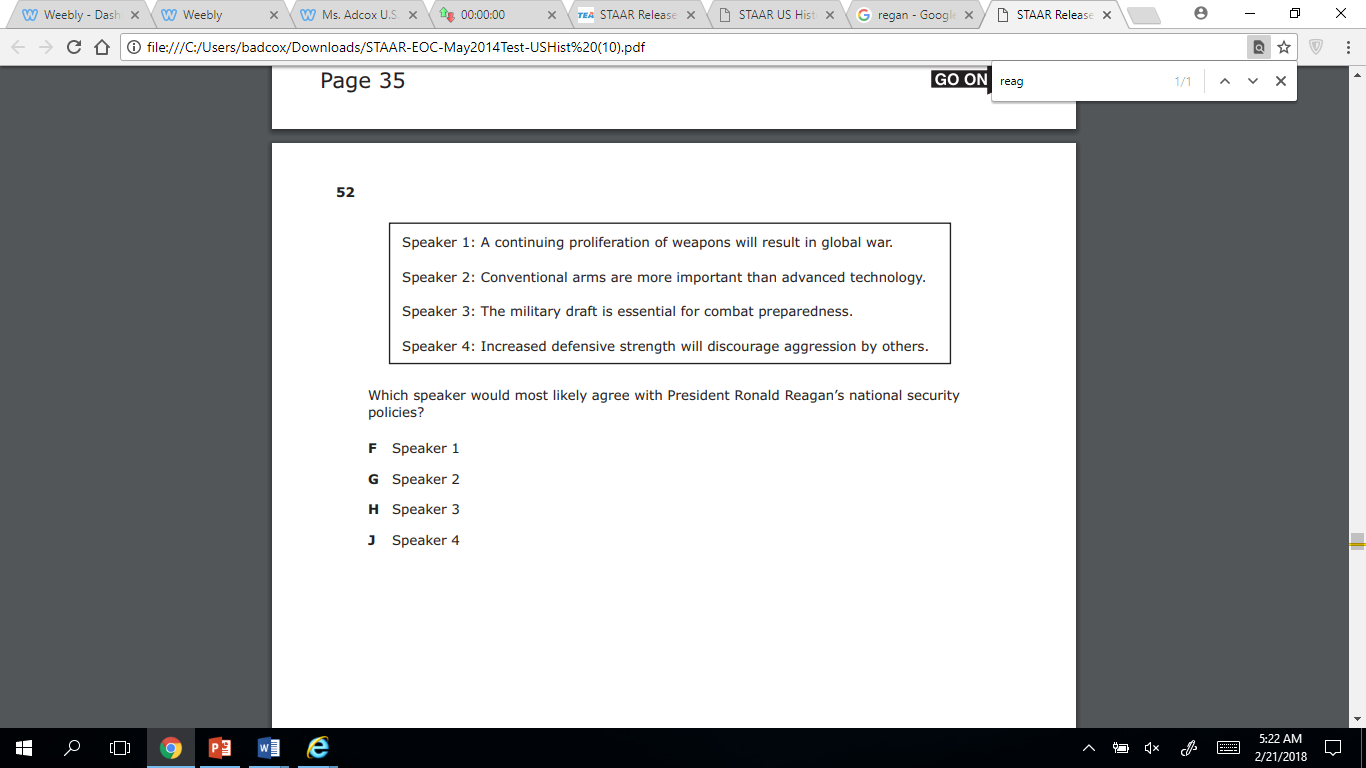 Weebly - Dash
Weebly
Ms. Adcox U.S.
00:00:00
TEA STAAR Release
STAAR US Hist
regan - Google
STAAR Release
file:///C:/Users/badcox/Downloads/STAAR-EOC-May2014Test-USHist%20(10).pdf
reag 1/1
Page 35
GO ON
52
Speaker 1: A continuing proliferation of weapons will result in global war.
Speaker 2: Conventional arms are more important than advanced technology.
Speaker 3: The military draft is essential for combat preparedness.
Speaker 4: Increased defensive strength will discourage aggression by others.
Which speaker would most likely agree with President Ronald Reagan’s national security
policies?
F Speaker 1
G Speaker 2
H Speaker 3
J Speaker 4
5:22 AM
2/21/2018